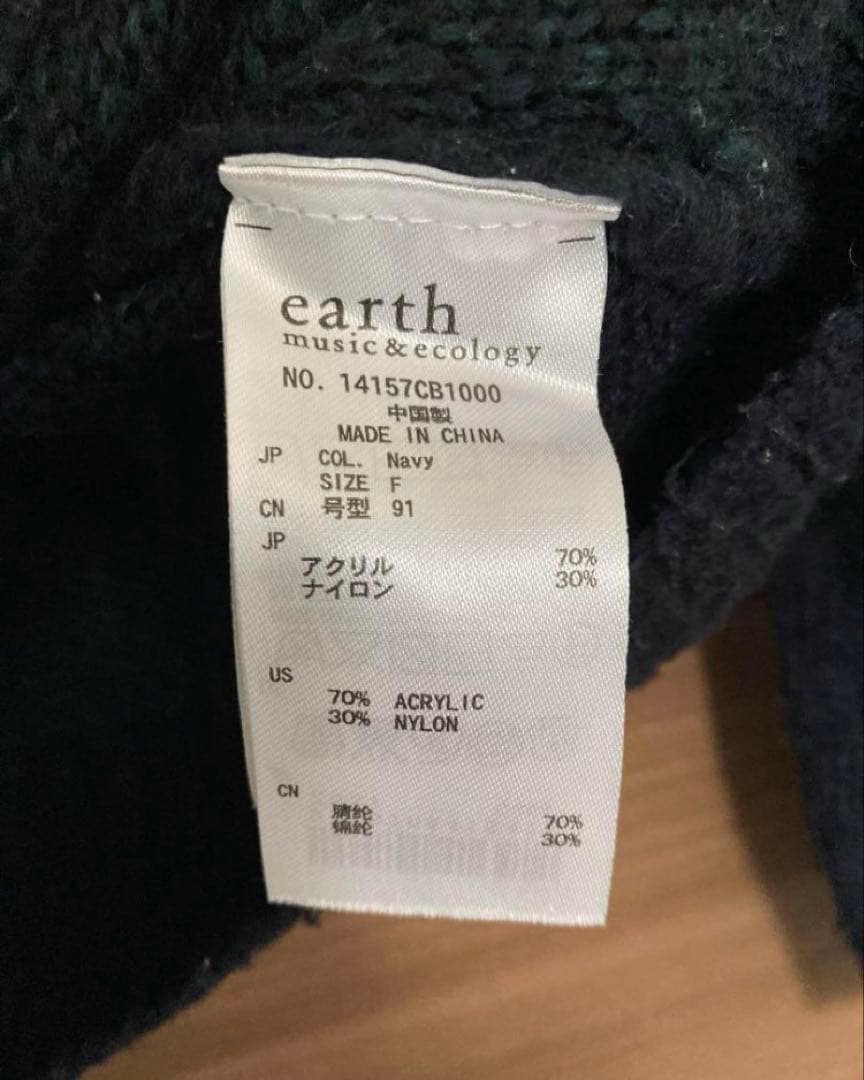 earth
music&ecology
NO. 14157CB1000
中国製
MADE IN CHINA
JP COL. Navy
SIZE F
CN 号型 91
JP
アクリル 70%
ナイロン 30%
US
70% ACRYLIC
30% NYLON
CN
腈纶 70%
锦纶 30%